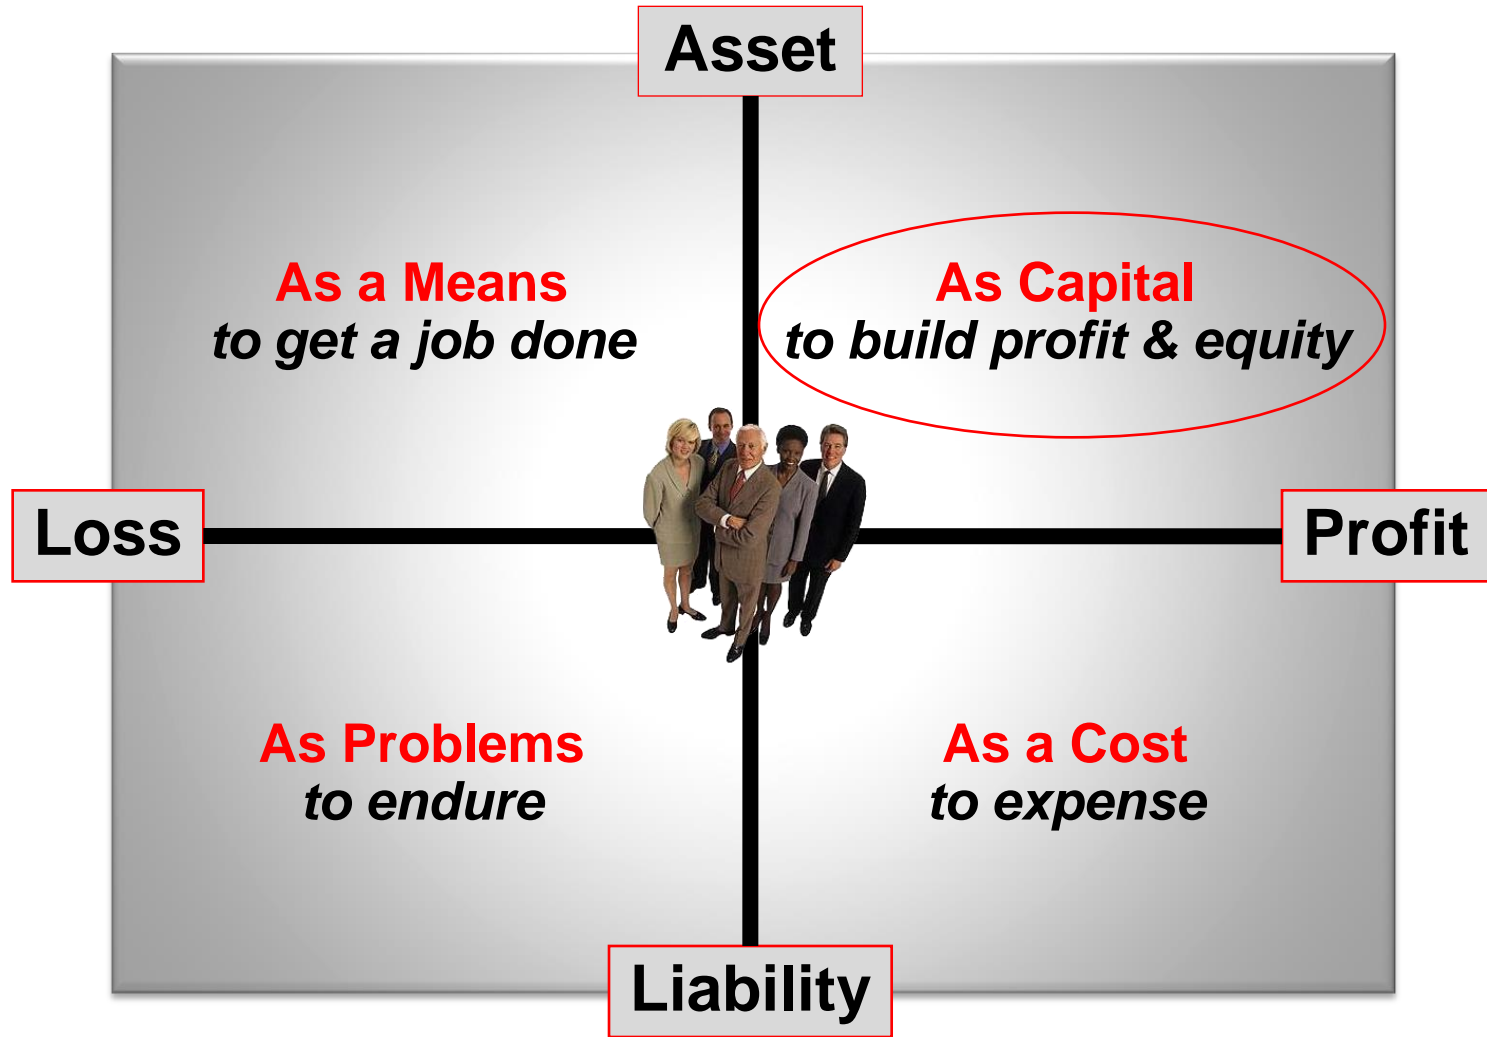 Asset
As a Means
to get a job done
As Capital
to build profit & equity
Loss
Profit
As Problems
to endure
As a Cost
to expense
Liability